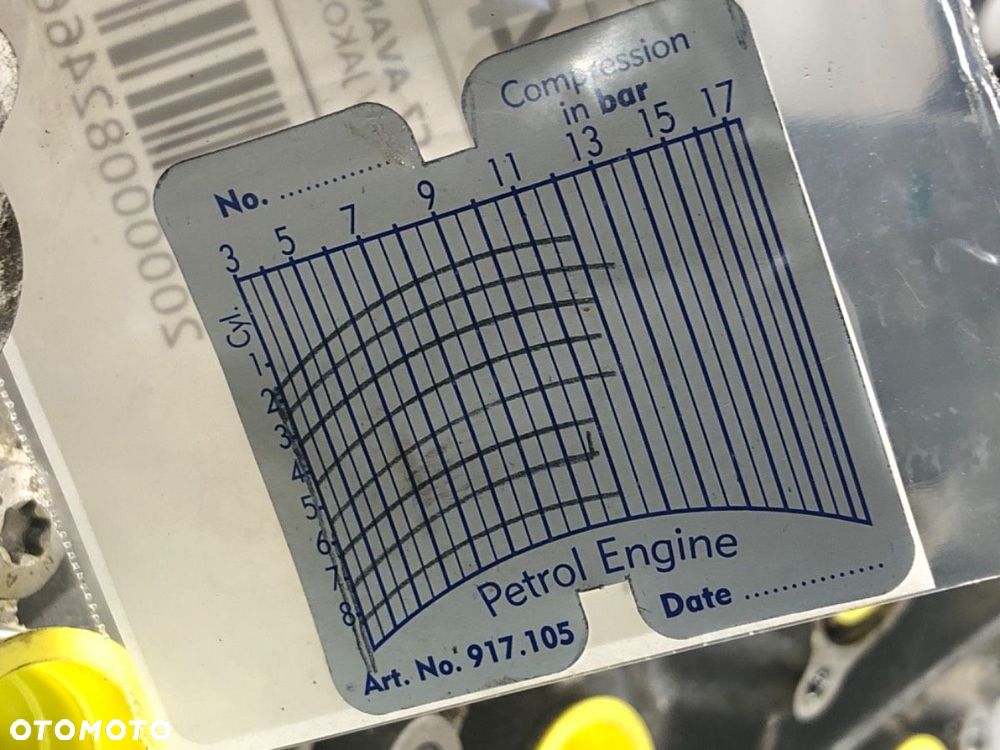 Compression
in bar
No. ................
3 5 7 9 11 13 15 17
Cyl.
1
2
3
4
5
6
7
8
Petrol Engine
Art. No. 917.105
Date ................
OTOMOTO